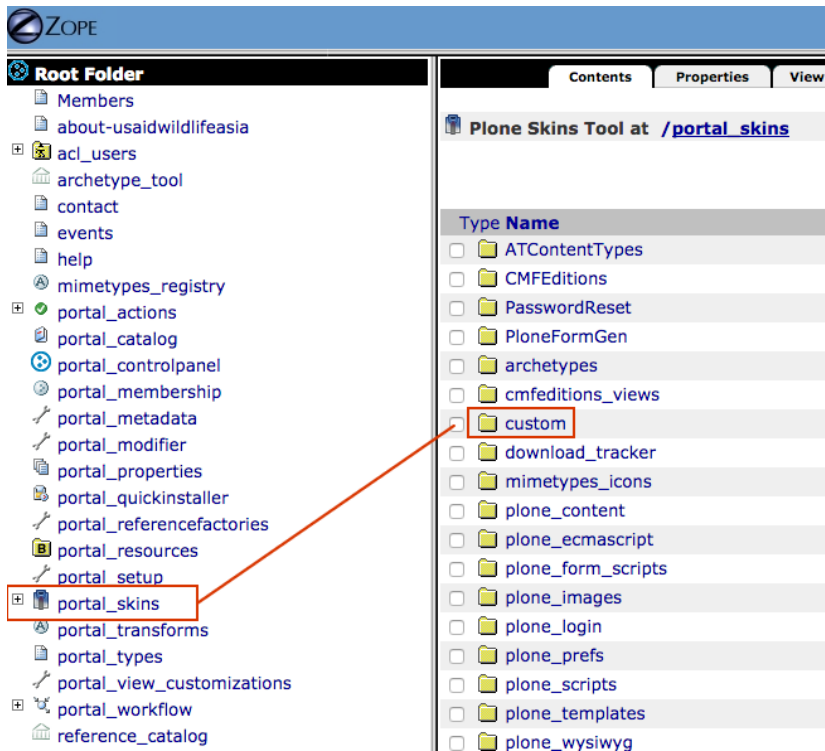 ZOPE
Root Folder
Members
about-usaidwildlifeasia
acl_users
archetype_tool
contact
events
help
mimetypes_registry
portal_actions
portal_catalog
portal_controlpanel
portal_membership
portal_metadata
portal_modifier
portal_properties
portal_quickinstaller
portal_referencefactories
portal_resources
portal_setup
portal_skins
portal_transforms
portal_types
portal_view_customizations
portal_workflow
reference_catalog
Contents Properties View
Plone Skins Tool at /portal_skins
Type Name
ATContentTypes
CMFEditions
PasswordReset
PloneFormGen
archetypes
cmfeditions_views
custom
download_tracker
mimetypes_icons
plone_content
plone_ecmascript
plone_form_scripts
plone_images
plone_login
plone_prefs
plone_scripts
plone_templates
plone_wysiwyg